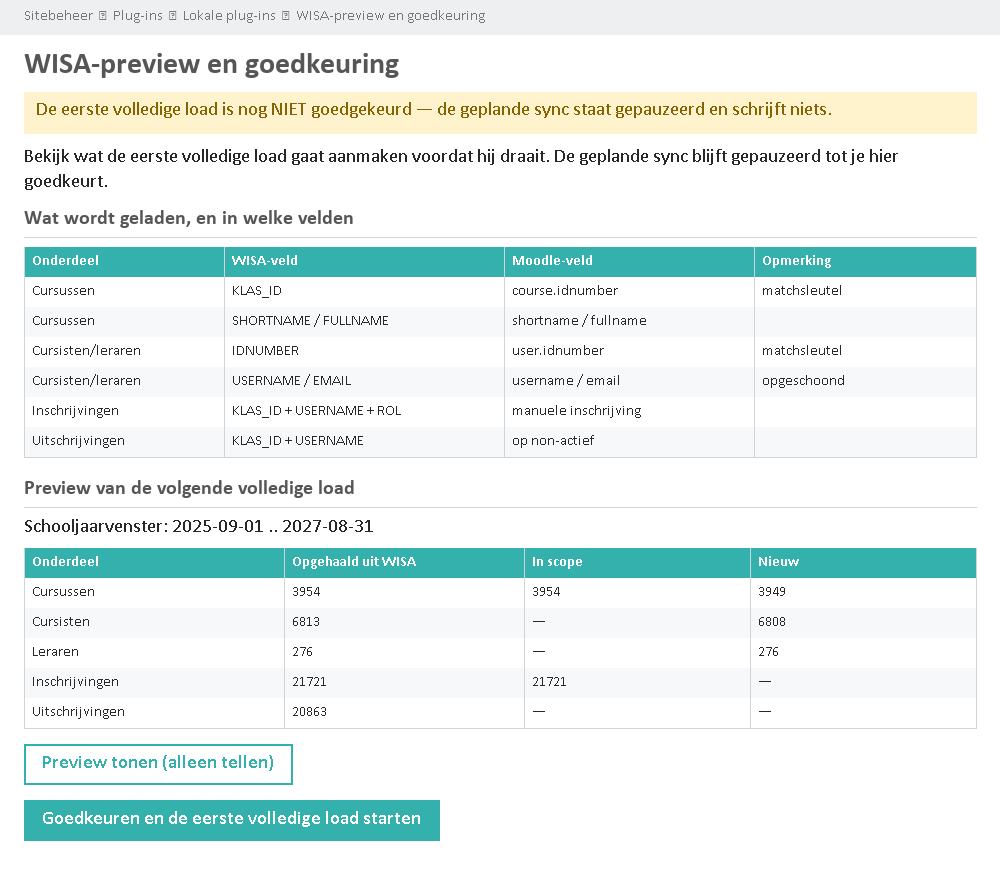 Sitebeheer Plug-ins Lokale plug-ins WISA-preview en goedkeuring
WISA-preview en goedkeuring
De eerste volledige load is nog NIET goedgekeurd — de geplande sync staat gepauzeerd en schrijft niets.
Bekijk wat de eerste volledige load gaat aanmaken voordat hij draait. De geplande sync blijft gepauzeerd tot je hier
goedkeurt.
Wat wordt geladen, en in welke velden
Onderdeel WISA-veld Moodle-veld Opmerking
Cursussen KLAS_ID course.idnumber matchsleutel
Cursussen SHORTNAME / FULLNAME shortname / fullname
Cursisten/leraren IDNUMBER user.idnumber matchsleutel
Cursisten/leraren USERNAME / EMAIL username / email opgeschoond
Inschrijvingen KLAS_ID + USERNAME + ROL manuele inschrijving
Uitschrijvingen KLAS_ID + USERNAME op non-actief
Preview van de volgende volledige load
Schooljaarvenster: 2025-09-01 .. 2027-08-31
Onderdeel Opgehaald uit WISA In scope Nieuw
Cursussen 3954 3954 3949
Cursisten 6813 — 6808
Leraren 276 — 276
Inschrijvingen 21721 21721 —
Uitschrijvingen 20863 — —
Preview tonen (alleen tellen)
Goedkeuren en de eerste volledige load starten